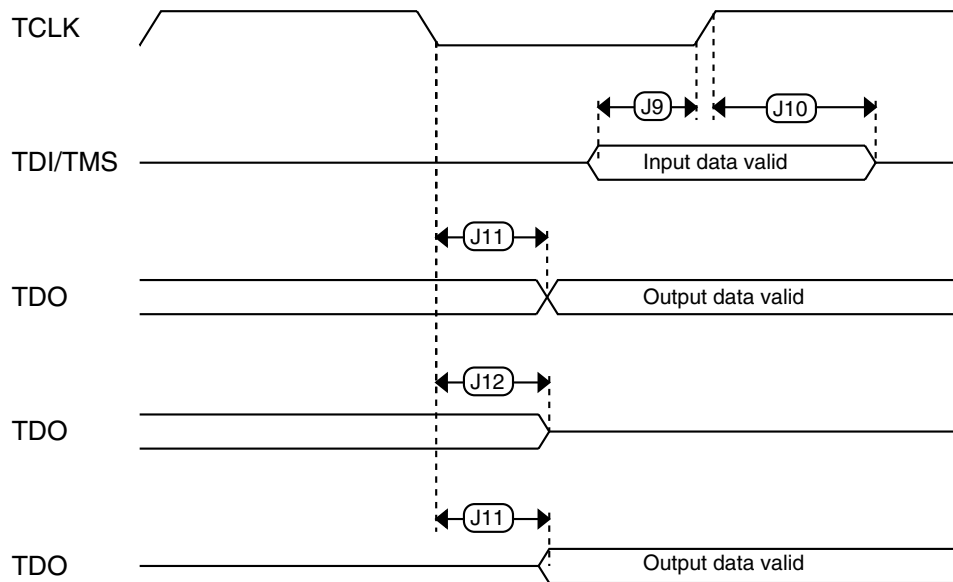 TCLK
J9
J10
TDI/TMS
Input data valid
J11
TDO
Output data valid
J12
TDO
J11
TDO
Output data valid